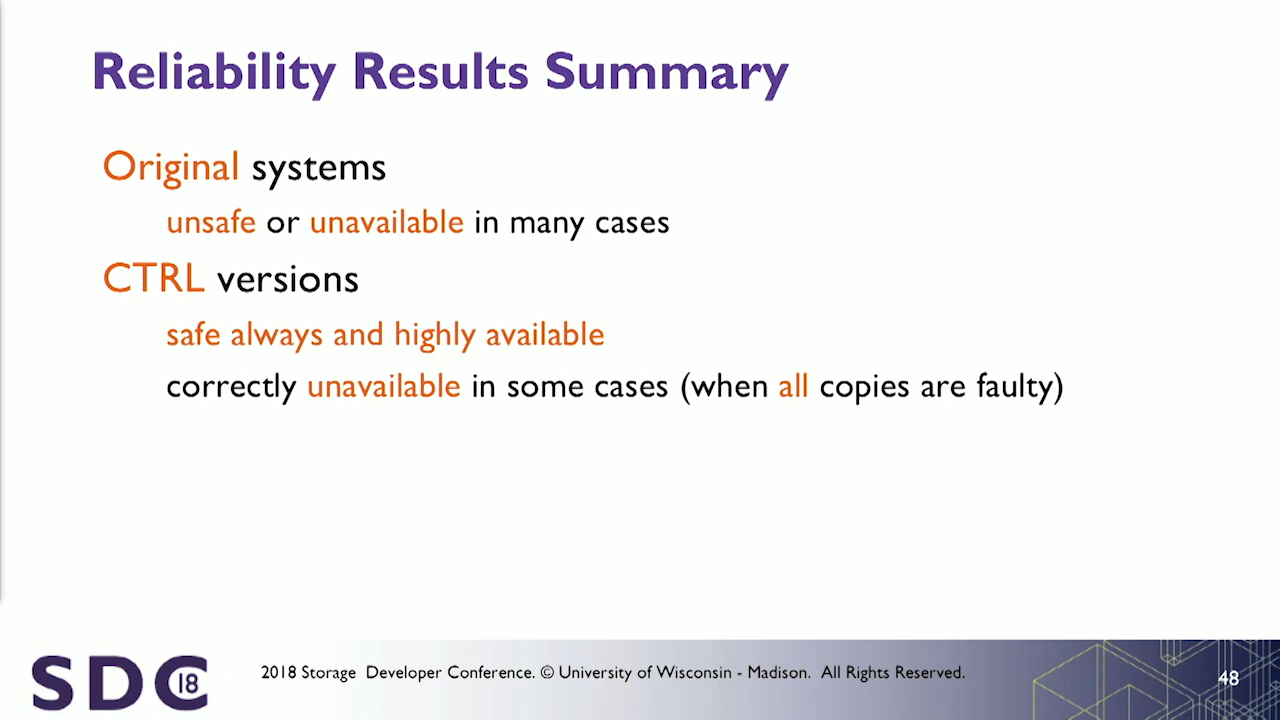 Reliability Results Summary
Original systems
unsafe or unavailable in many cases
CTRL versions
safe always and highly available
correctly unavailable in some cases (when all copies are faulty)
SDC 18
2018 Storage Developer Conference. © University of Wisconsin - Madison. All Rights Reserved.
48